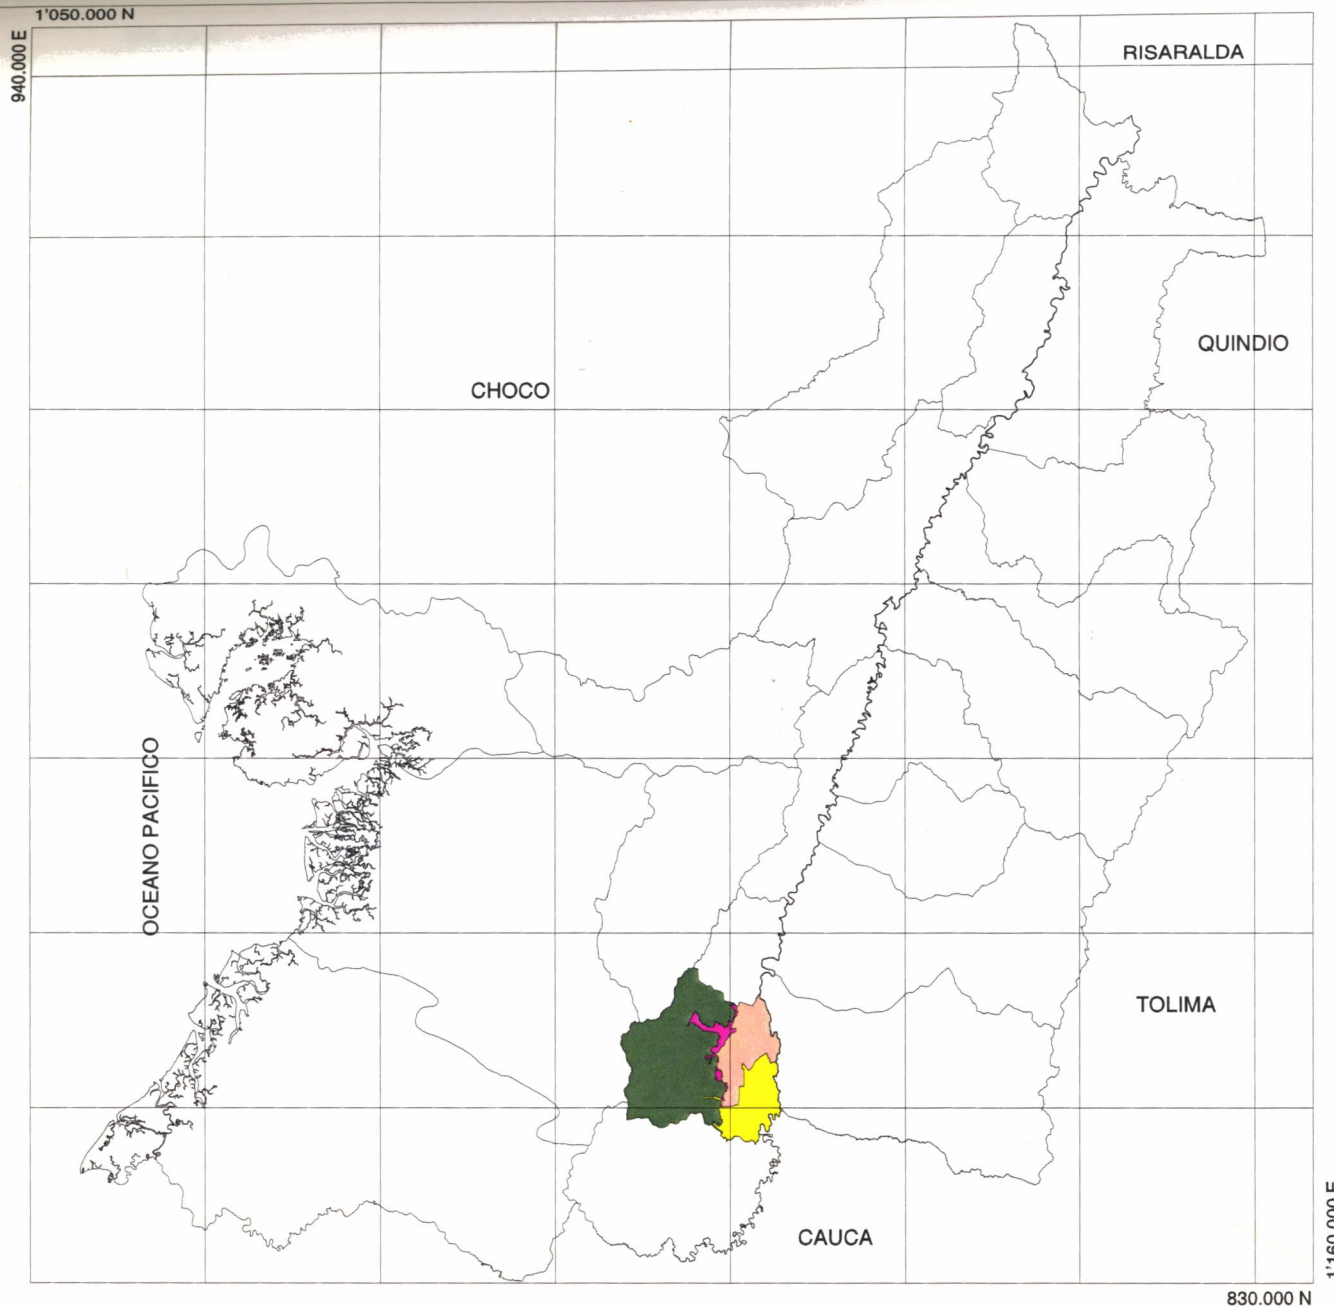 1'050.000 N
940.000 E
RISARALDA
QUINDIO
CHOCO
OCEANO PACIFICO
TOLIMA
CAUCA
1'160.000 E
830.000 N